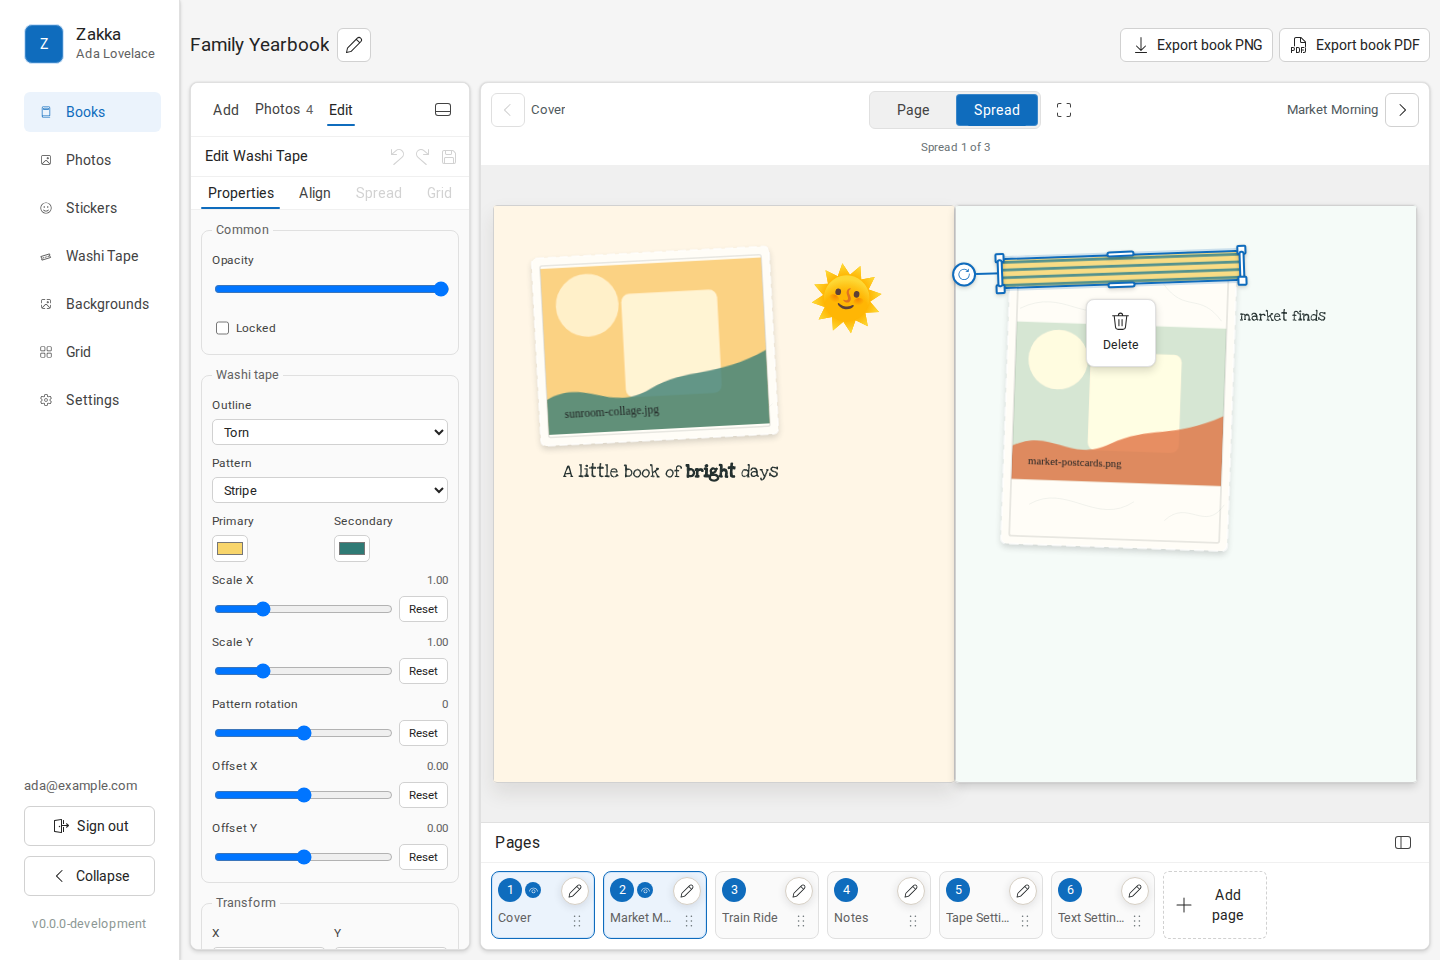 Z
Zakka
Ada Lovelace
Books
Photos
Stickers
Washi Tape
Backgrounds
Grid
Settings
ada@example.com
Sign out
Collapse
v0.0.0-development
Family Yearbook
Export book PNG
PDF
Export book PDF
Add
Photos 4
Edit
Edit Washi Tape
Properties
Align
Spread
Grid
Common
Opacity
Locked
Washi tape
Outline
Torn
Pattern
Stripe
Primary
Secondary
Scale X
1.00
Reset
Scale Y
1.00
Reset
Pattern rotation
0
Reset
Offset X
0.00
Reset
Offset Y
0.00
Reset
Transform
X
Y
Cover
Page
Spread
Market Morning
Spread 1 of 3
sunroom-collage.jpg
A little book of bright days
market finds
Delete
market-postcards.png
Pages
1
Cover
2
Market M...
3
Train Ride
4
Notes
5
Tape Setti...
6
Text Settin...
Add
page